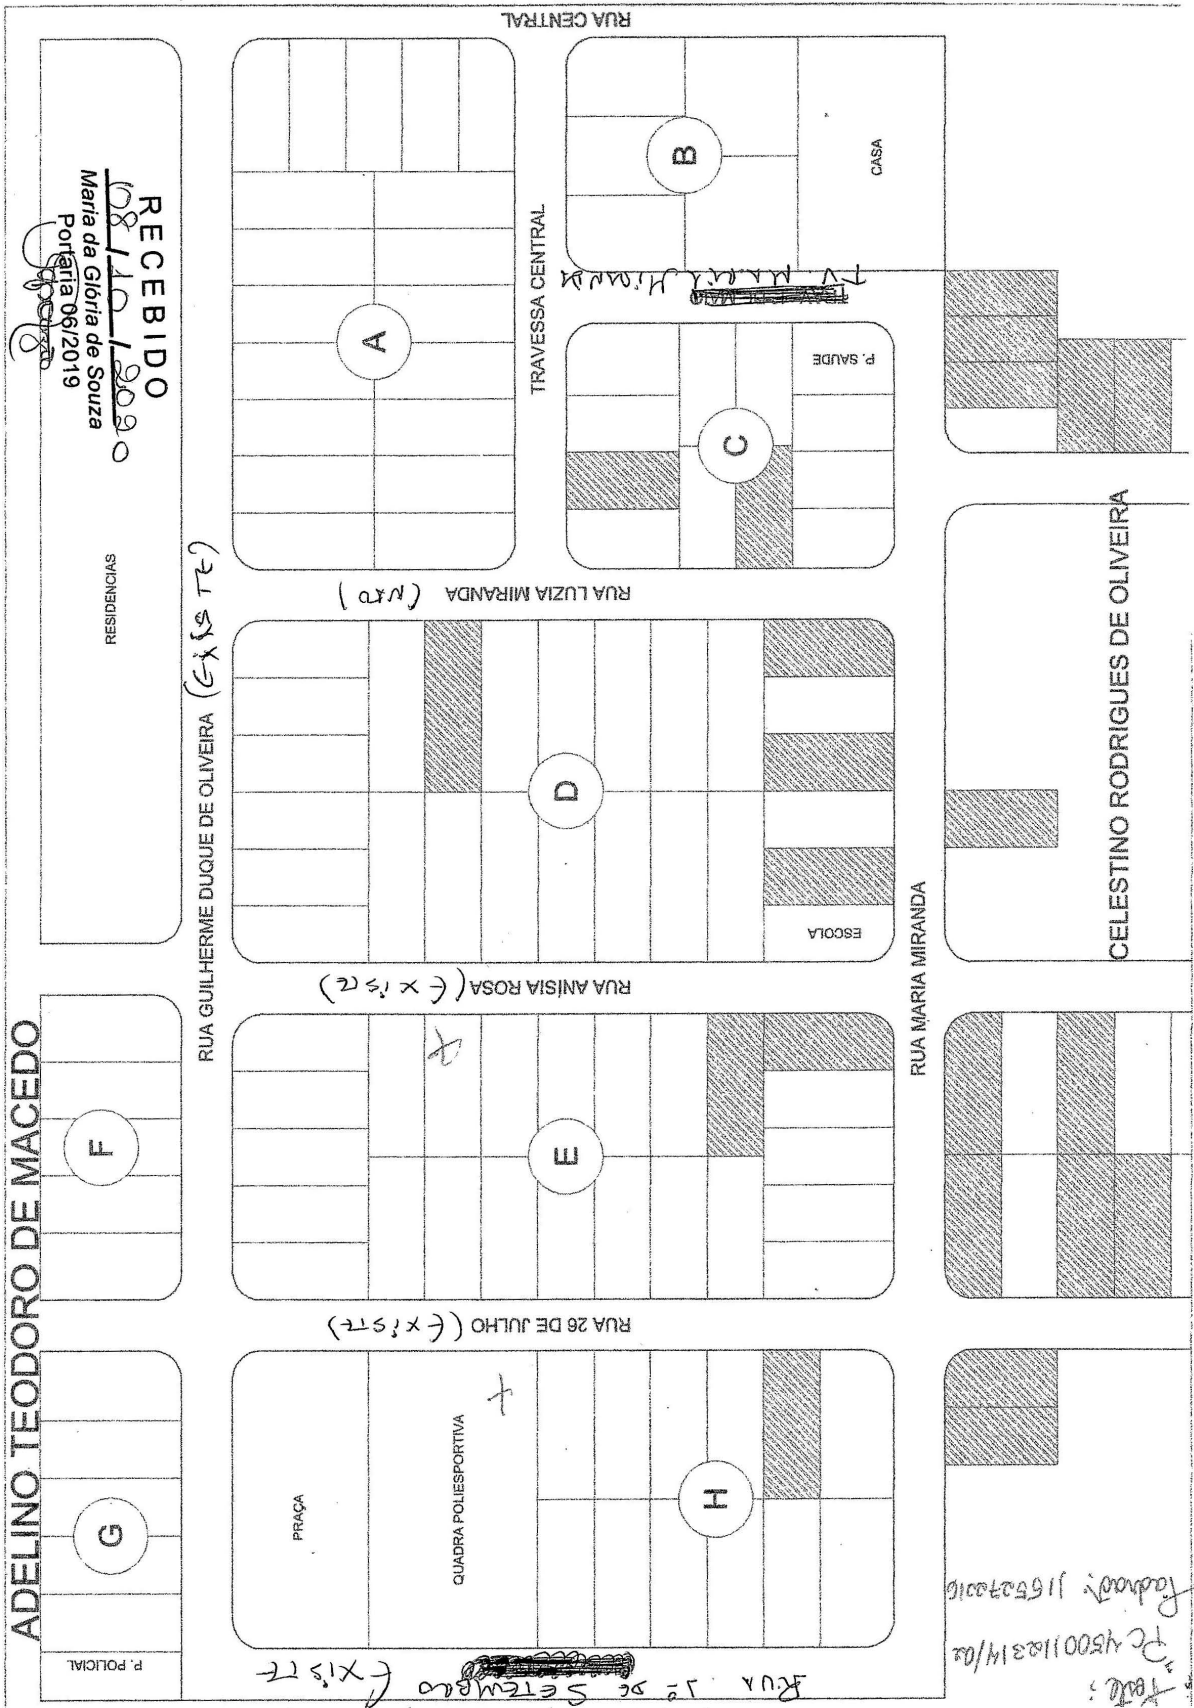 ADELINO TEODORO DE MACEDO
P. POLICIAL
G
F
RESIDENCIAS
RECEBIDO
08/10/2020
Maria da Glória de Souza
Portaria 06/2019
RUA GUILHERME DUQUE DE OLIVEIRA (EXISTE)
RUA 1º DE SETEMBRO (EXISTE
PRAÇA
QUADRA POLIESPORTIVA
H
RUA 26 DE JULHO (EXISTE)
E
RUA ANÍSIA ROSA (EXISTE)
D
ESCOLA
RUA LUZIA MIRANDA (NÃO)
A
TRAVESSA CENTRAL
C
P. SAUDE
TV Miranda
B
CASA
RUA CENTRAL
RUA MARIA MIRANDA
CELESTINO RODRIGUES DE OLIVEIRA
Padrão: 1165272016